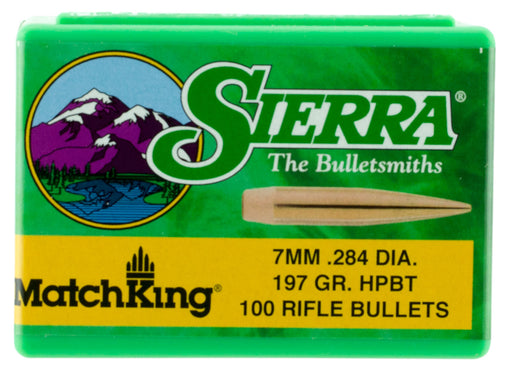 SIERRA®
The Bulletsmiths
MatchKing®
7MM .284 DIA.
197 GR. HPBT
100 RIFLE BULLETS